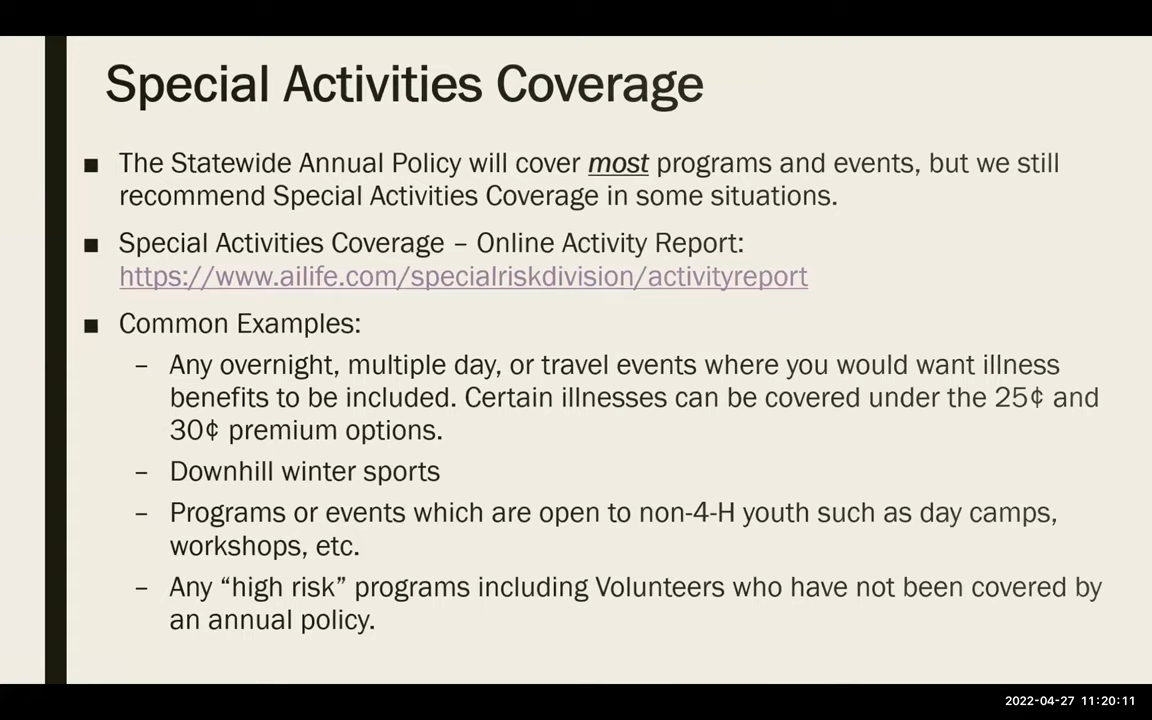 Special Activities Coverage
■ The Statewide Annual Policy will cover most programs and events, but we still
recommend Special Activities Coverage in some situations.
■ Special Activities Coverage – Online Activity Report:
https://www.ailife.com/specialriskdivision/activityreport
■ Common Examples:
– Any overnight, multiple day, or travel events where you would want illness
benefits to be included. Certain illnesses can be covered under the 25¢ and
30¢ premium options.
– Downhill winter sports
– Programs or events which are open to non-4-H youth such as day camps,
workshops, etc.
– Any “high risk” programs including Volunteers who have not been covered by
an annual policy.
2022-04-27 11:20:11